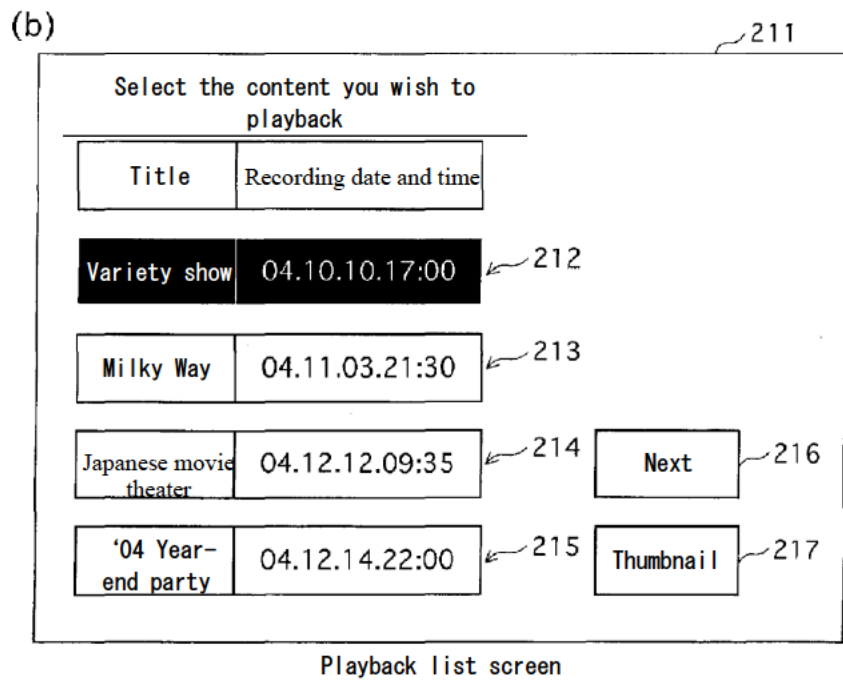 (b)
211
Select the content you wish to
playback
Title Recording date and time
Variety show 04.10.10.17:00 212
Milky Way 04.11.03.21:30 213
Japanese movie
theater 04.12.12.09:35 214 Next 216
‘04 Year-
end party 04.12.14.22:00 215 Thumbnail 217
Playback list screen